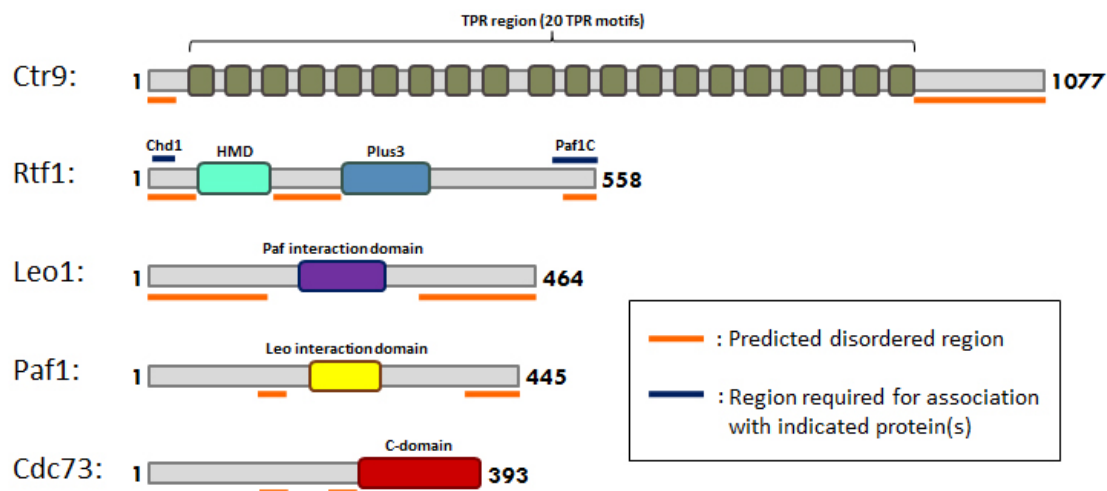 TPR region (20 TPR motifs)
Ctr9: 1 1077
Chd1 HMD Plus3 Paf1C
Rtf1: 1 558
Paf interaction domain
Leo1: 1 464
Leo interaction domain
Paf1: 1 445
C-domain
Cdc73: 1 393
: Predicted disordered region
: Region required for association
with indicated protein(s)